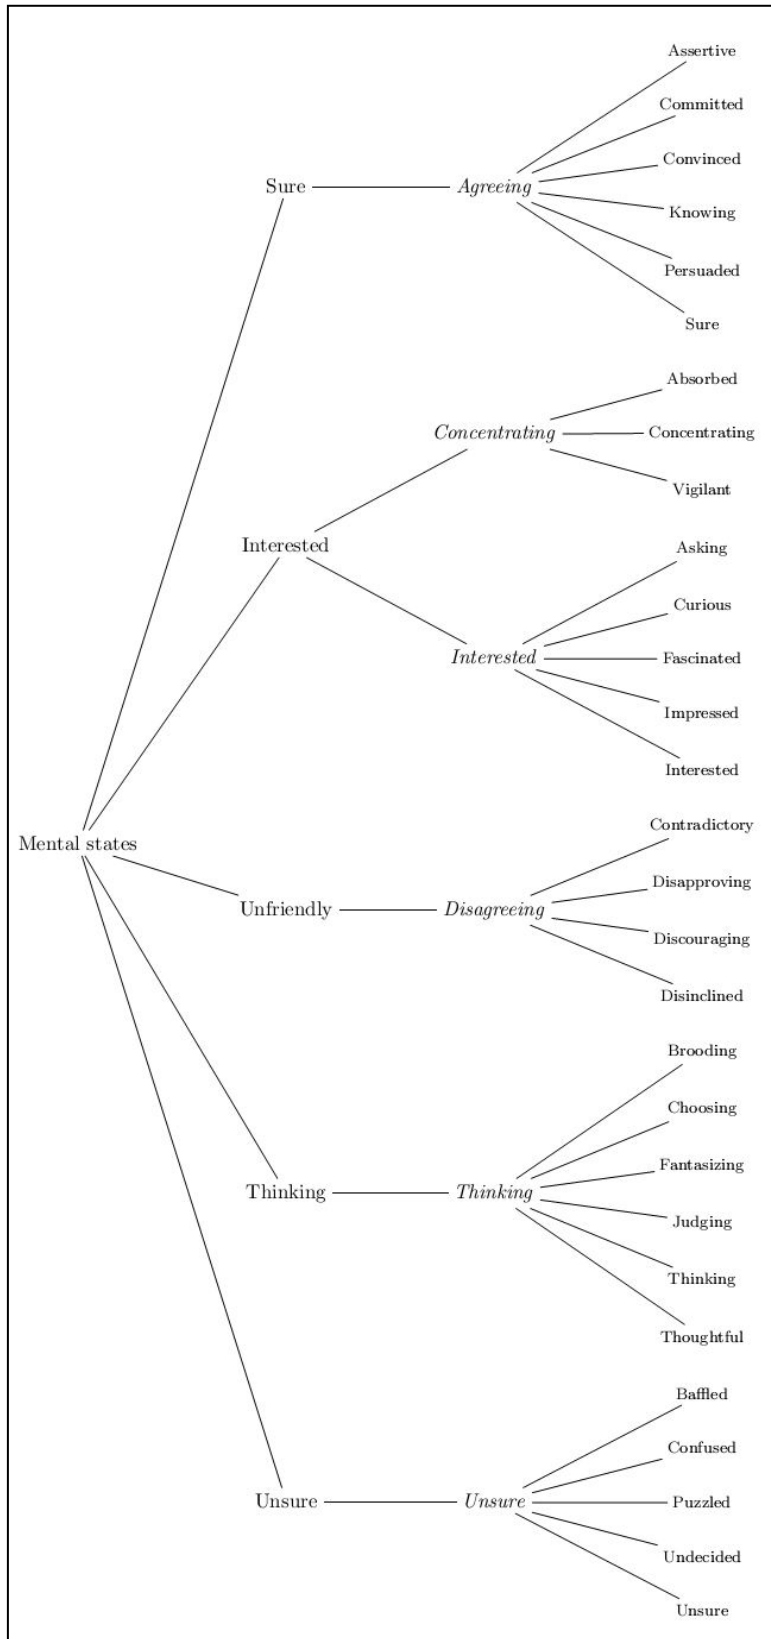 Assertive
Committed
Convinced
Sure Agreeing
Knowing
Persuaded
Sure
Absorbed
Concentrating Concentrating
Vigilant
Interested
Asking
Curious
Interested Fascinated
Impressed
Interested
Contradictory
Mental states
Disapproving
Unfriendly Disagreeing
Discouraging
Disinclined
Brooding
Choosing
Fantasizing
Thinking Thinking
Judging
Thinking
Thoughtful
Baffled
Confused
Unsure Unsure Puzzled
Undecided
Unsure